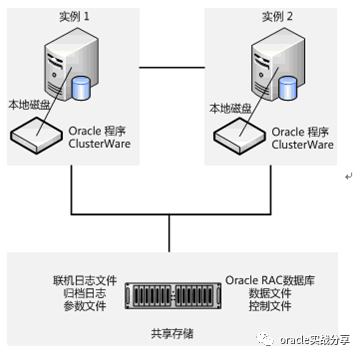 实例 1
本地磁盘
Oracle 程序
ClusterWare
实例 2
本地磁盘
Oracle 程序
ClusterWare
联机日志文件
归档日志
参数文件
Oracle RAC数据库
数据文件
控制文件
共享存储
oracle实战分享